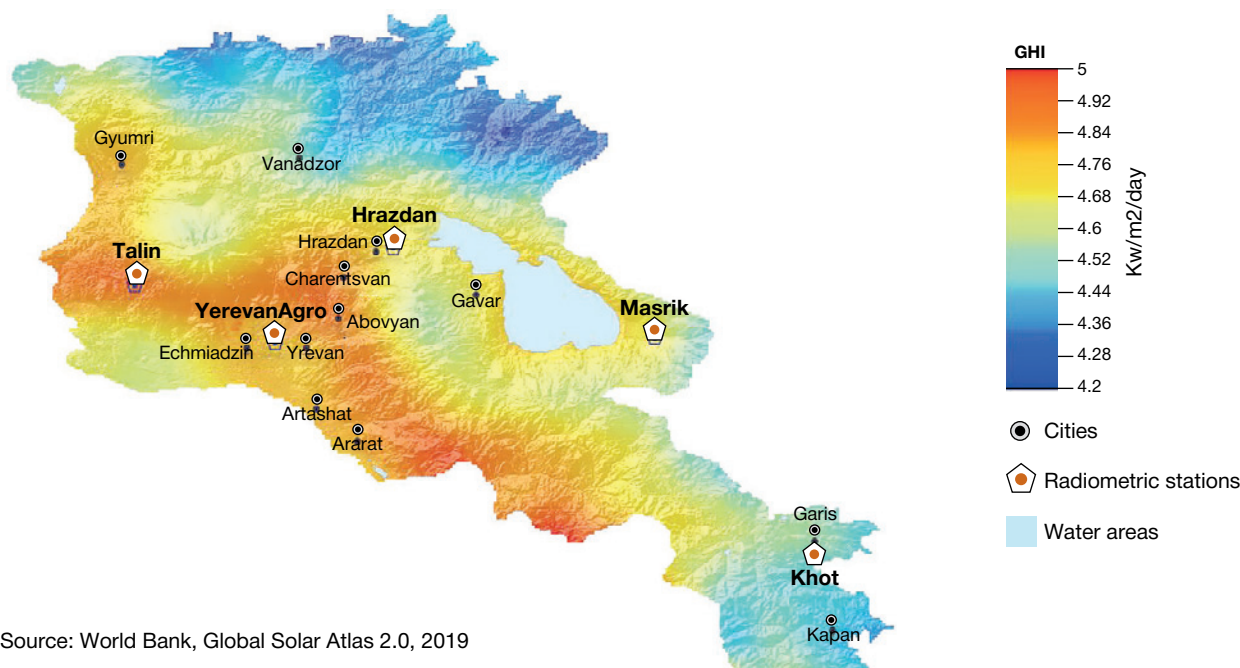 GHI
5
4.92
4.84
4.76
4.68
4.6
4.52
4.44
4.36
4.28
4.2
Kw/m2/day
Cities
Radiometric stations
Water areas
Gyumri
Vanadzor
Hrazdan
Hrazdan
Talin
Charentsvan
Gavar
Masrik
YerevanAgro
Abovyan
Echmiadzin
Yrevan
Artashat
Ararat
Garis
Khot
Kapan
Source: World Bank, Global Solar Atlas 2.0, 2019